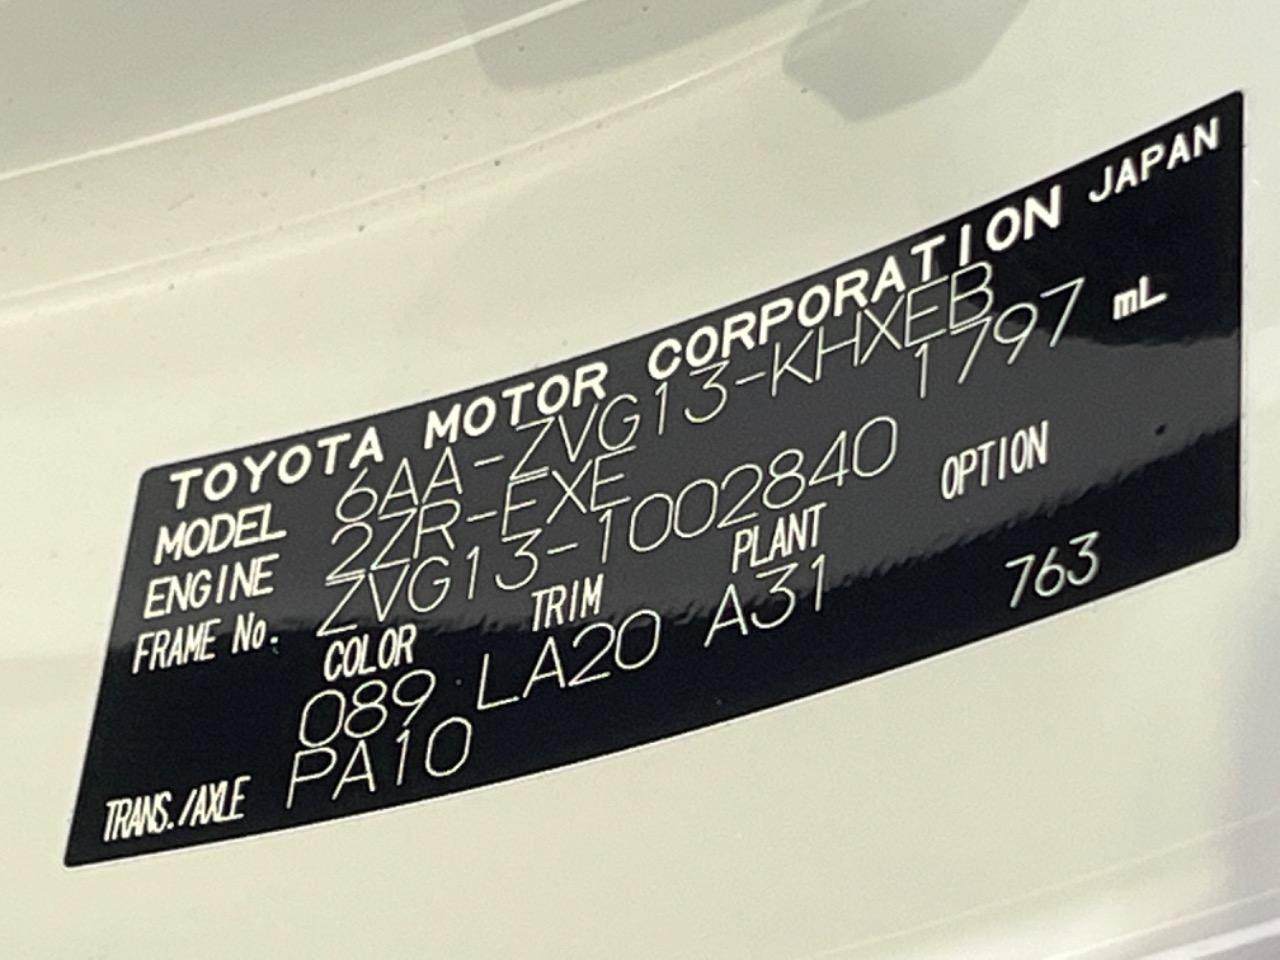 TOYOTA MOTOR CORPORATION JAPAN
MODEL 6AA-ZVG13-KHXEB
ENGINE 2ZR-EXE 1797 mL
FRAME No. ZVG13-1002840
COLOR TRIM PLANT OPTION
089 LA20 A31 763
TRANS./AXLE PA10